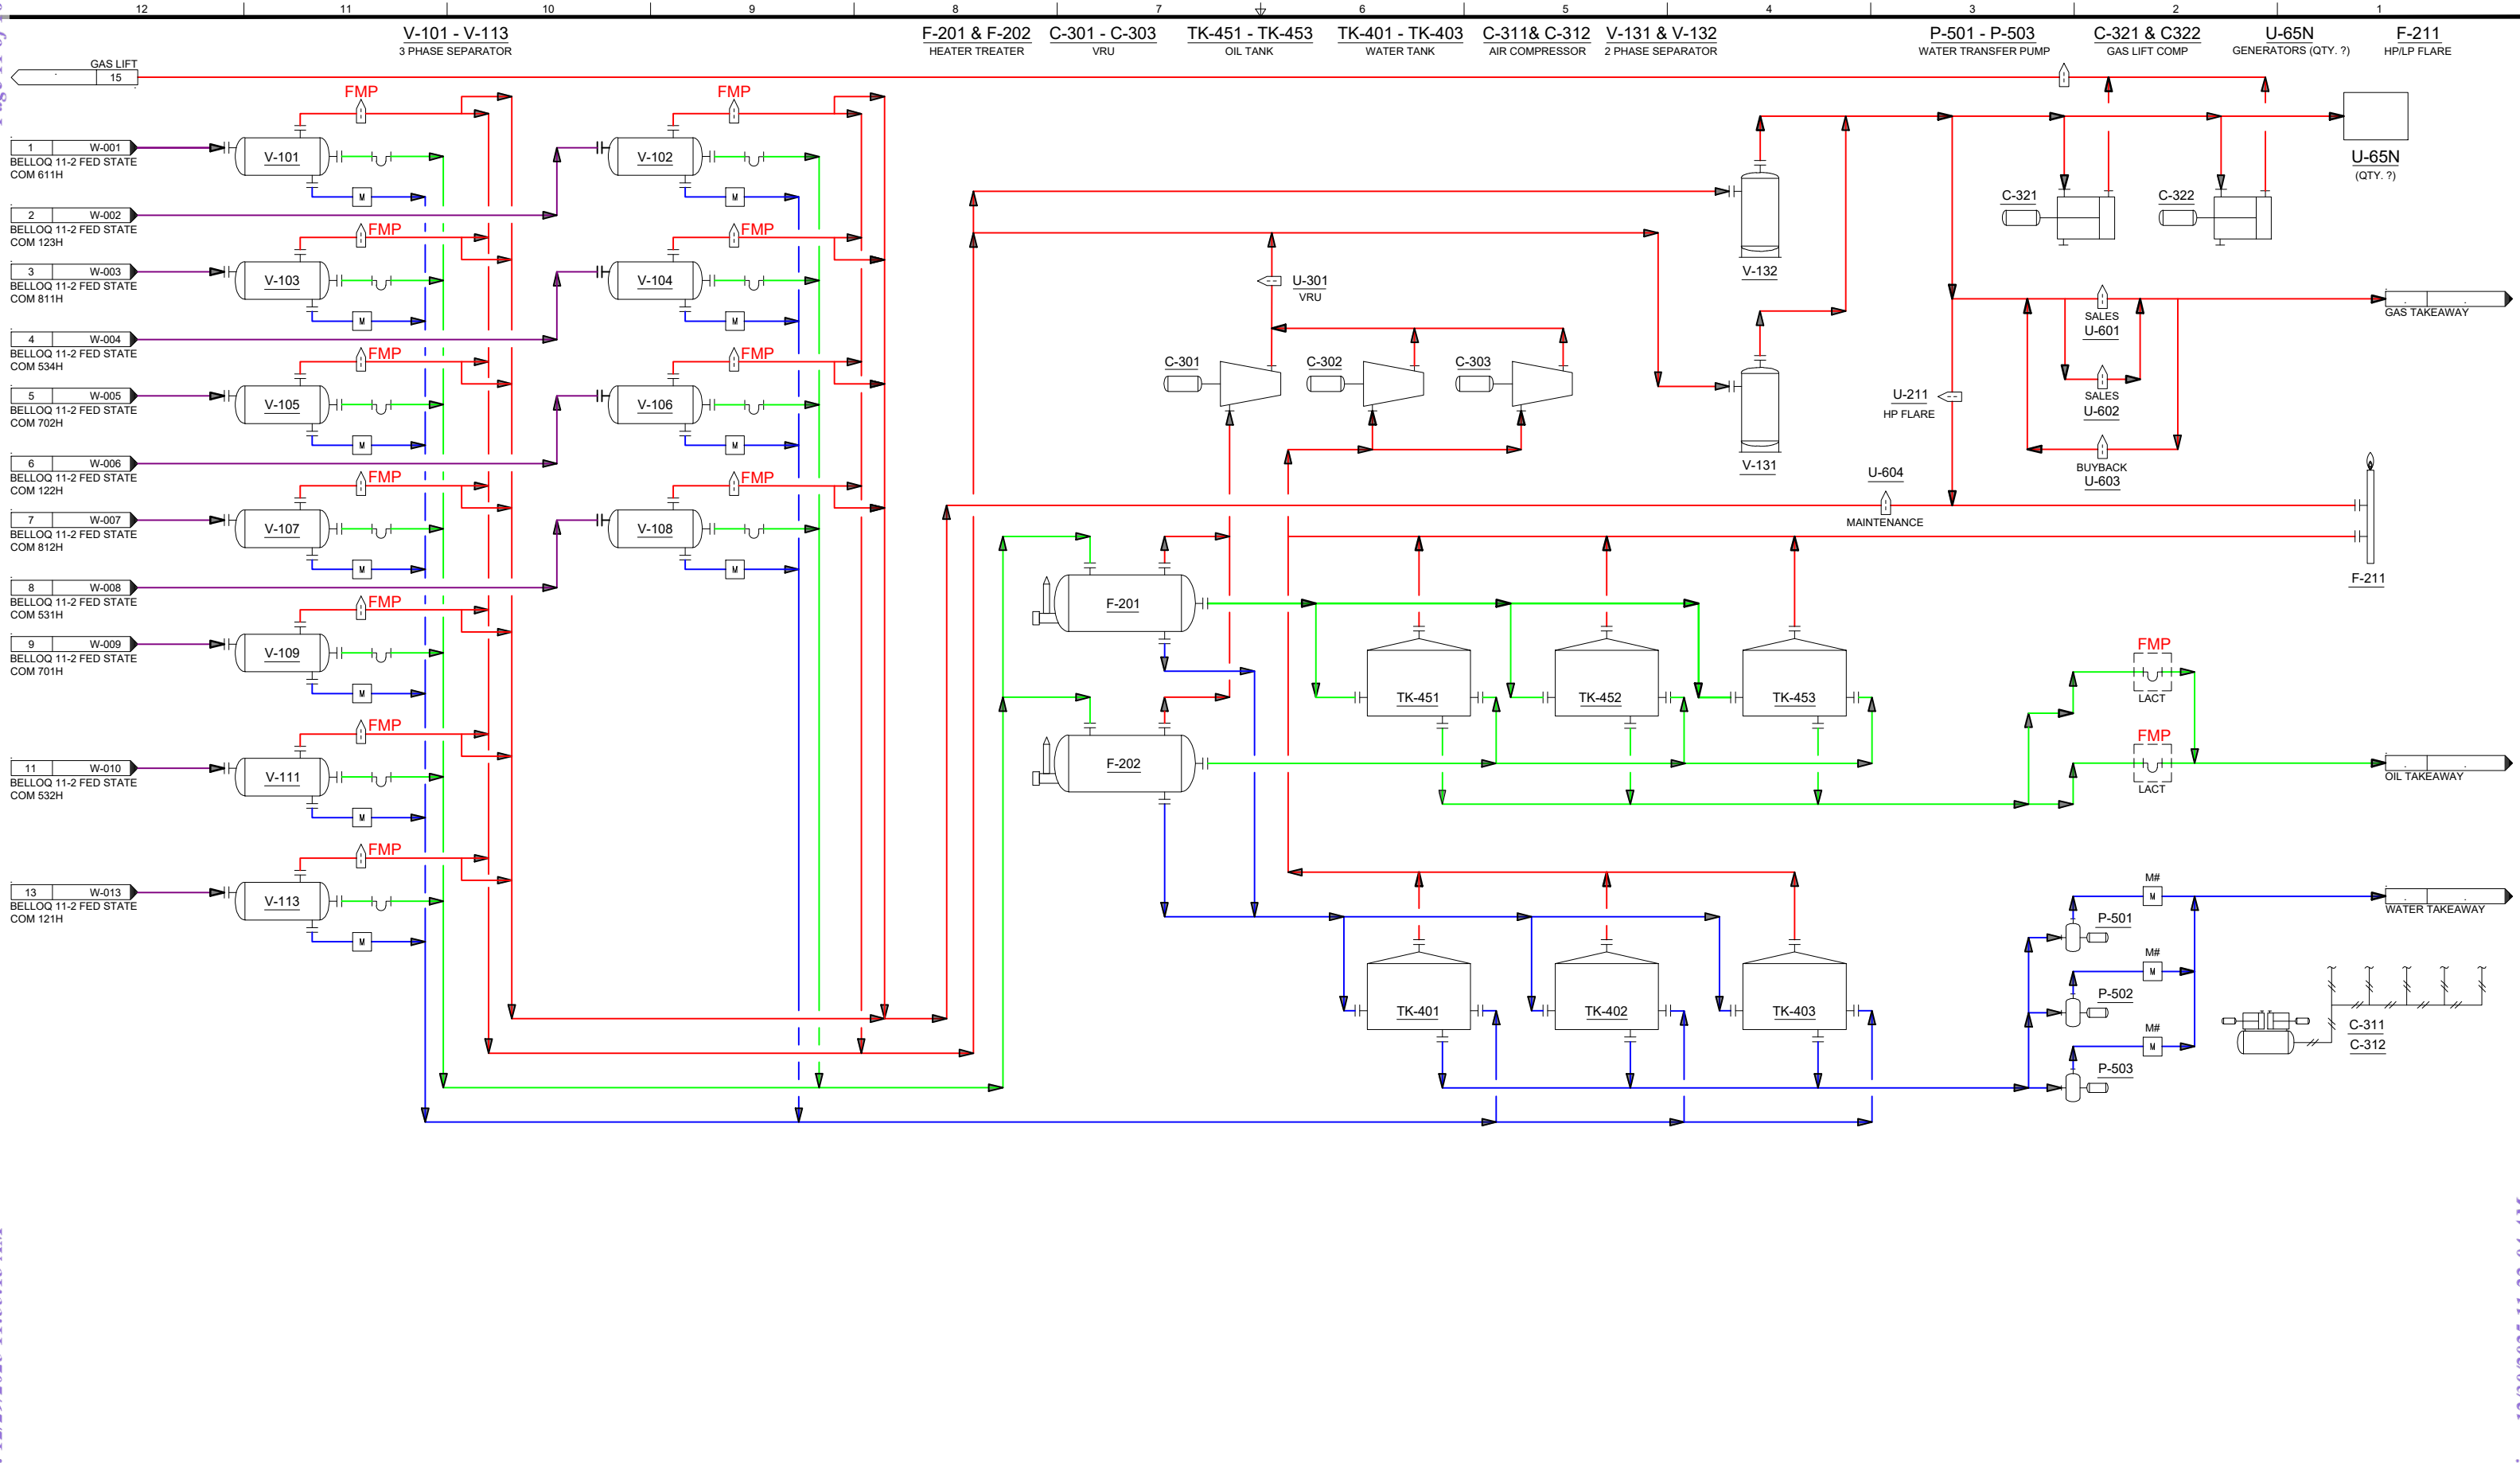 12 11 10 9 8 7 6 5 4 3 2 1
V-101 - V-113
3 PHASE SEPARATOR
F-201 & F-202
HEATER TREATER
C-301 - C-303
VRU
TK-451 - TK-453
OIL TANK
TK-401 - TK-403
WATER TANK
C-311& C-312
AIR COMPRESSOR
V-131 & V-132
2 PHASE SEPARATOR
P-501 - P-503
WATER TRANSFER PUMP
C-321 & C322
GAS LIFT COMP
U-65N
GENERATORS (QTY. ?)
F-211
HP/LP FLARE
GAS LIFT
15
1 W-001
BELLOQ 11-2 FED STATE
COM 611H
2 W-002
BELLOQ 11-2 FED STATE
COM 123H
3 W-003
BELLOQ 11-2 FED STATE
COM 811H
4 W-004
BELLOQ 11-2 FED STATE
COM 534H
5 W-005
BELLOQ 11-2 FED STATE
COM 702H
6 W-006
BELLOQ 11-2 FED STATE
COM 122H
7 W-007
BELLOQ 11-2 FED STATE
COM 812H
8 W-008
BELLOQ 11-2 FED STATE
COM 531H
9 W-009
BELLOQ 11-2 FED STATE
COM 701H
11 W-010
BELLOQ 11-2 FED STATE
COM 532H
13 W-013
BELLOQ 11-2 FED STATE
COM 121H
FMP
V-101
M
FMP
V-103
M
FMP
V-105
M
FMP
V-107
M
FMP
V-109
M
FMP
V-111
M
FMP
V-113
M
FMP
V-102
M
FMP
V-104
M
FMP
V-106
M
FMP
V-108
M
U-301
VRU
C-301
C-302
C-303
V-132
V-131
C-321
C-322
U-65N
(QTY. ?)
SALES
U-601
SALES
U-602
BUYBACK
U-603
GAS TAKEAWAY
U-211
HP FLARE
U-604
MAINTENANCE
F-211
F-201
F-202
TK-451
TK-452
TK-453
FMP
LACT
FMP
LACT
OIL TAKEAWAY
TK-401
TK-402
TK-403
M#
M
P-501
M#
M
P-502
M#
M
P-503
WATER TAKEAWAY
C-311
C-312